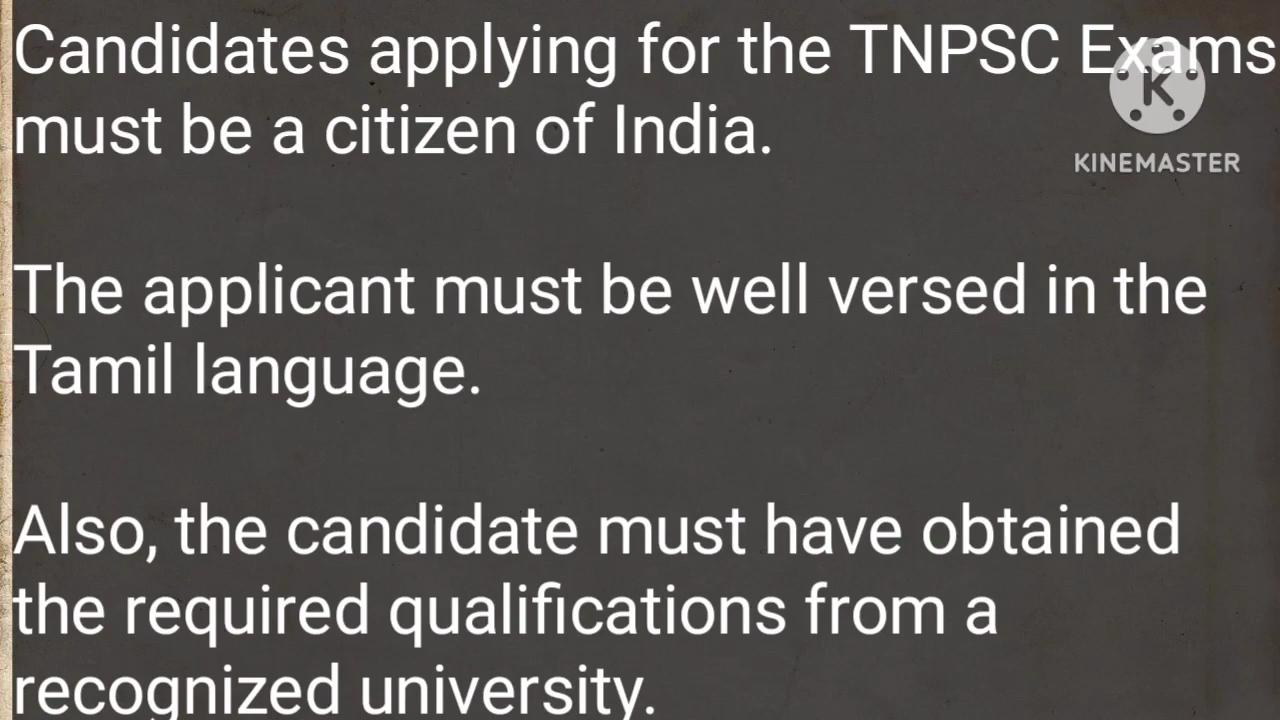 Candidates applying for the TNPSC Exams
must be a citizen of India.
KINEMASTER
The applicant must be well versed in the
Tamil language.
Also, the candidate must have obtained
the required qualifications from a
recognized university.